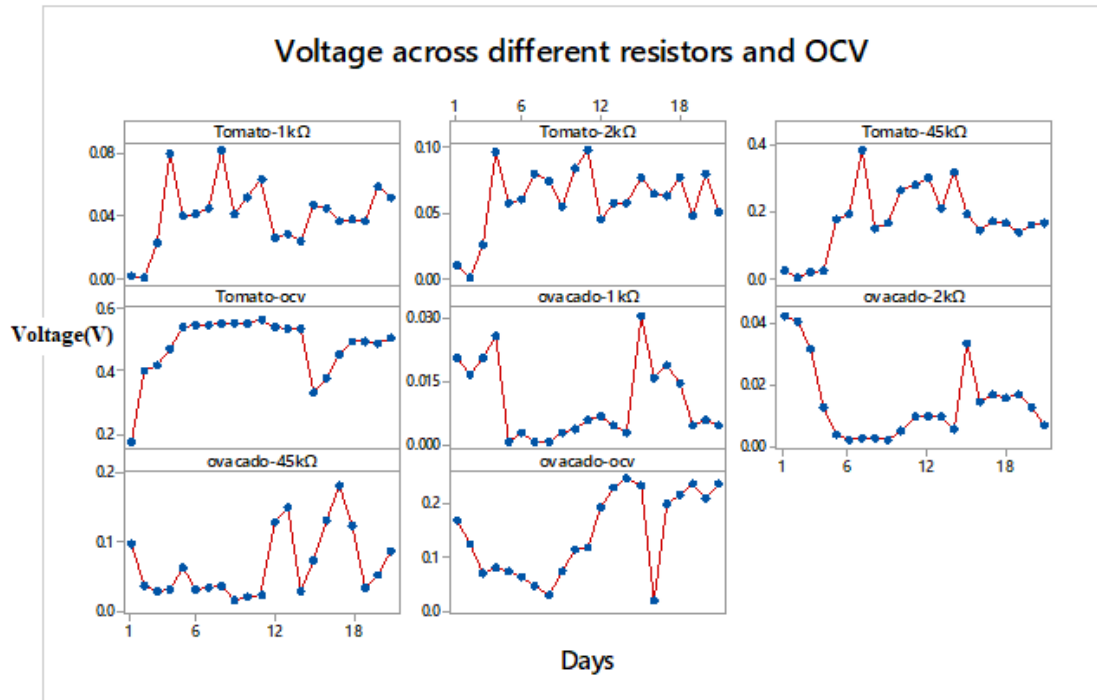 Voltage across different resistors and OCV
1 6 12 18
Tomato-1kΩ
Tomato-2kΩ
Tomato-45kΩ
0.08
0.04
0.00
0.10
0.05
0.00
0.4
0.2
0.0
Tomato-ocv
ovacado-1kΩ
ovacado-2kΩ
Voltage(V)
0.6
0.4
0.2
0.030
0.015
0.000
0.04
0.02
0.00
1 6 12 18
ovacado-45kΩ
ovacado-ocv
0.2
0.1
0.0
0.2
0.1
0.0
1 6 12 18
Days